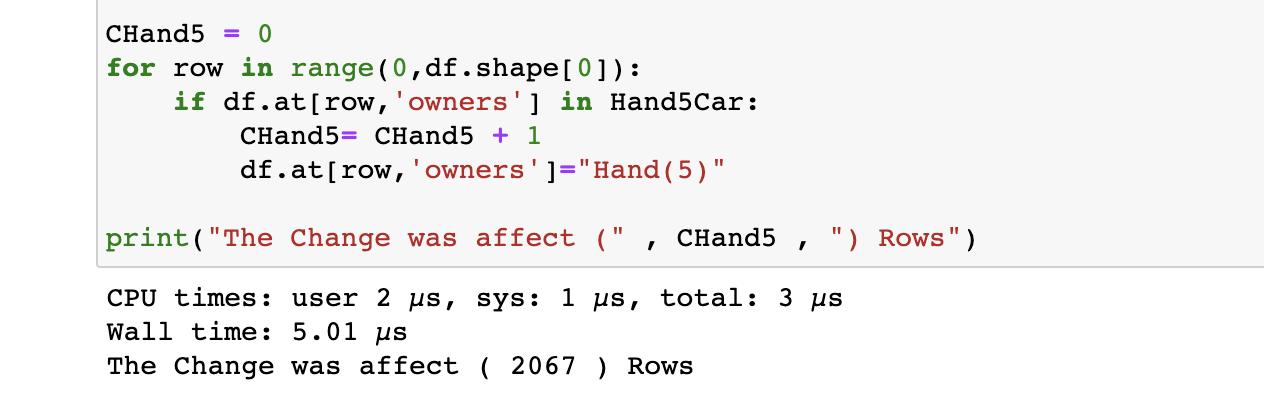 CHand5 = 0
for row in range(0,df.shape[0]):
    if df.at[row,'owners'] in Hand5Car:
        CHand5= CHand5 + 1
        df.at[row,'owners']="Hand(5)"
print("The Change was affect (" , CHand5 , ") Rows")
CPU times: user 2 µs, sys: 1 µs, total: 3 µs
Wall time: 5.01 µs
The Change was affect ( 2067 ) Rows